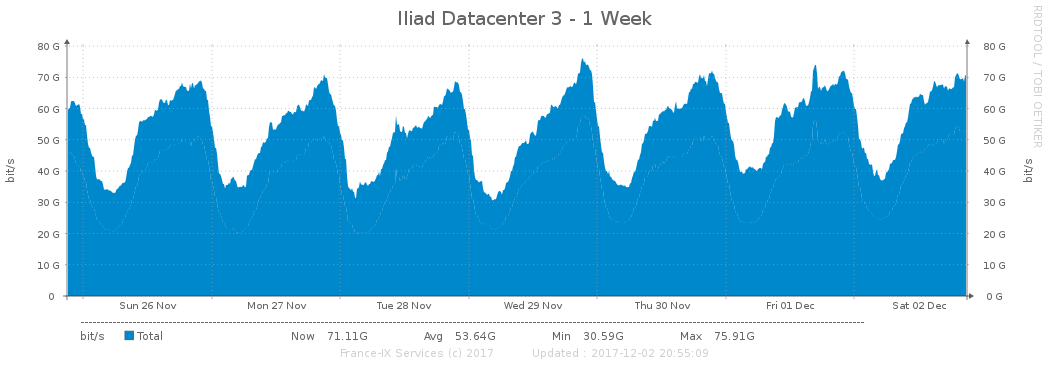 Iliad Datacenter 3 - 1 Week
RRDTOOL / TOBI OETIKER
bit/s
80 G
70 G
60 G
50 G
40 G
30 G
20 G
10 G
0
80 G
70 G
60 G
50 G
40 G
30 G
20 G
10 G
0 G
bit/s
Sun 26 Nov Mon 27 Nov Tue 28 Nov Wed 29 Nov Thu 30 Nov Fri 01 Dec Sat 02 Dec
bit/s Total Now 71.11G Avg 53.64G Min 30.59G Max 75.91G
France-IX Services (c) 2017 Updated : 2017-12-02 20:55:09